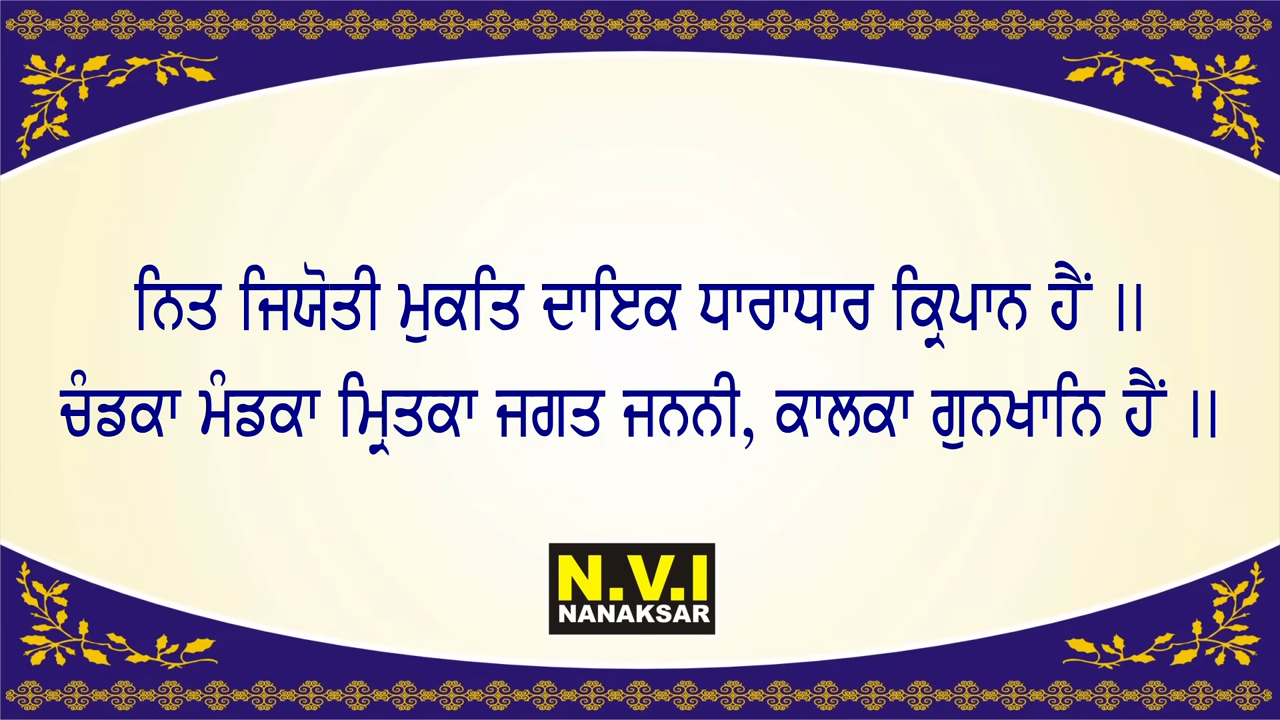 ਨਿਤ ਜਿਯੋਤੀ ਮੁਕਤਿ ਦਾਇਕ ਧਾਰਾਧਾਰ ਕ੍ਰਿਪਾਨ ਹੈਂ ॥
ਚੰਡਕਾ ਮੰਡਕਾ ਮ੍ਰਿਤਕਾ ਜਗਤ ਜਨਨੀ, ਕਾਲਕਾ ਗੁਨਖਾਨਿ ਹੈਂ ॥
N.V.I
NANAKSAR